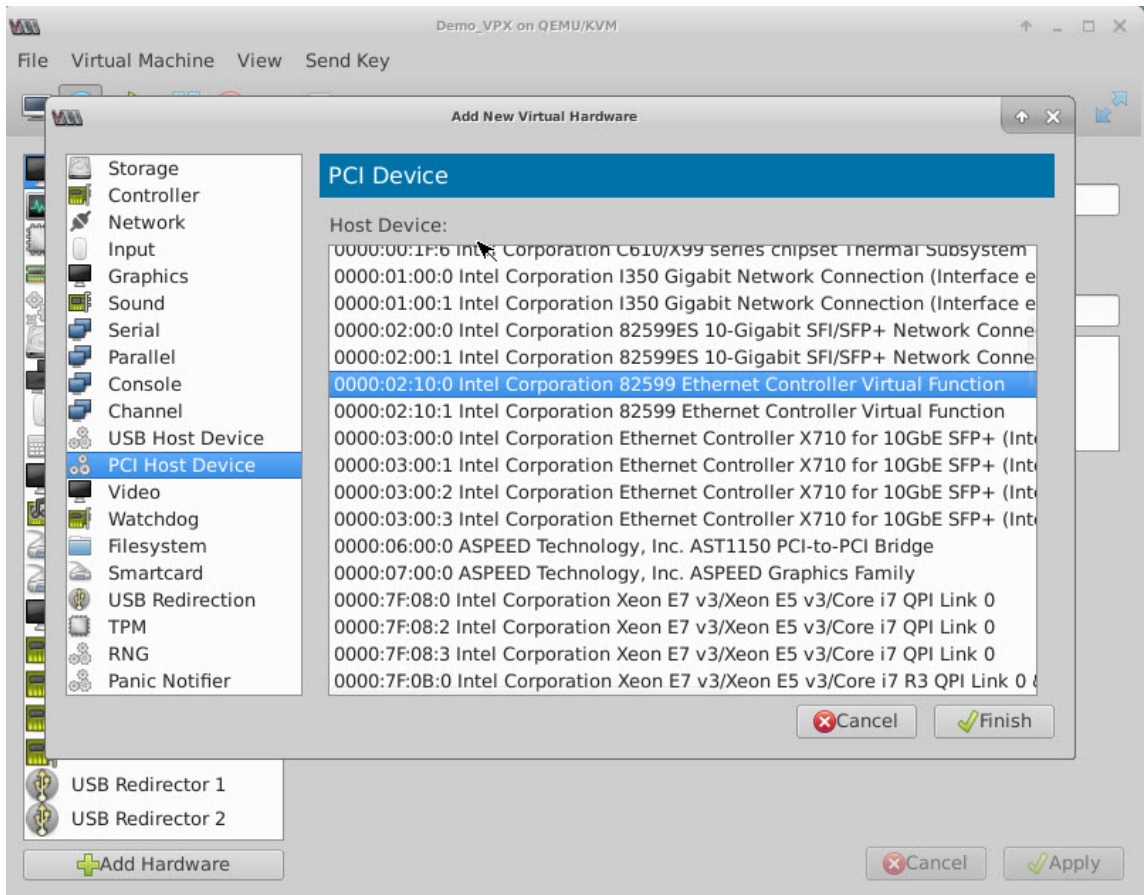 Demo_VPX on QEMU/KVM
File Virtual Machine View Send Key
Add New Virtual Hardware
Storage
Controller
Network
Input
Graphics
Sound
Serial
Parallel
Console
Channel
USB Host Device
PCI Host Device
Video
Watchdog
Filesystem
Smartcard
USB Redirection
TPM
RNG
Panic Notifier
PCI Device
Host Device:
0000:00:1F:6 Intel Corporation C610/X99 series chipset Thermal Subsystem
0000:01:00:0 Intel Corporation I350 Gigabit Network Connection (Interface e
0000:01:00:1 Intel Corporation I350 Gigabit Network Connection (Interface e
0000:02:00:0 Intel Corporation 82599ES 10-Gigabit SFI/SFP+ Network Conne
0000:02:00:1 Intel Corporation 82599ES 10-Gigabit SFI/SFP+ Network Conne
0000:02:10:0 Intel Corporation 82599 Ethernet Controller Virtual Function
0000:02:10:1 Intel Corporation 82599 Ethernet Controller Virtual Function
0000:03:00:0 Intel Corporation Ethernet Controller X710 for 10GbE SFP+ (Inte
0000:03:00:1 Intel Corporation Ethernet Controller X710 for 10GbE SFP+ (Inte
0000:03:00:2 Intel Corporation Ethernet Controller X710 for 10GbE SFP+ (Inte
0000:03:00:3 Intel Corporation Ethernet Controller X710 for 10GbE SFP+ (Inte
0000:06:00:0 ASPEED Technology, Inc. AST1150 PCI-to-PCI Bridge
0000:07:00:0 ASPEED Technology, Inc. ASPEED Graphics Family
0000:7F:08:0 Intel Corporation Xeon E7 v3/Xeon E5 v3/Core i7 QPI Link 0
0000:7F:08:2 Intel Corporation Xeon E7 v3/Xeon E5 v3/Core i7 QPI Link 0
0000:7F:08:3 Intel Corporation Xeon E7 v3/Xeon E5 v3/Core i7 QPI Link 0
0000:7F:0B:0 Intel Corporation Xeon E7 v3/Xeon E5 v3/Core i7 R3 QPI Link 0 &
Cancel Finish
USB Redirector 1
USB Redirector 2
Add Hardware
Cancel Apply